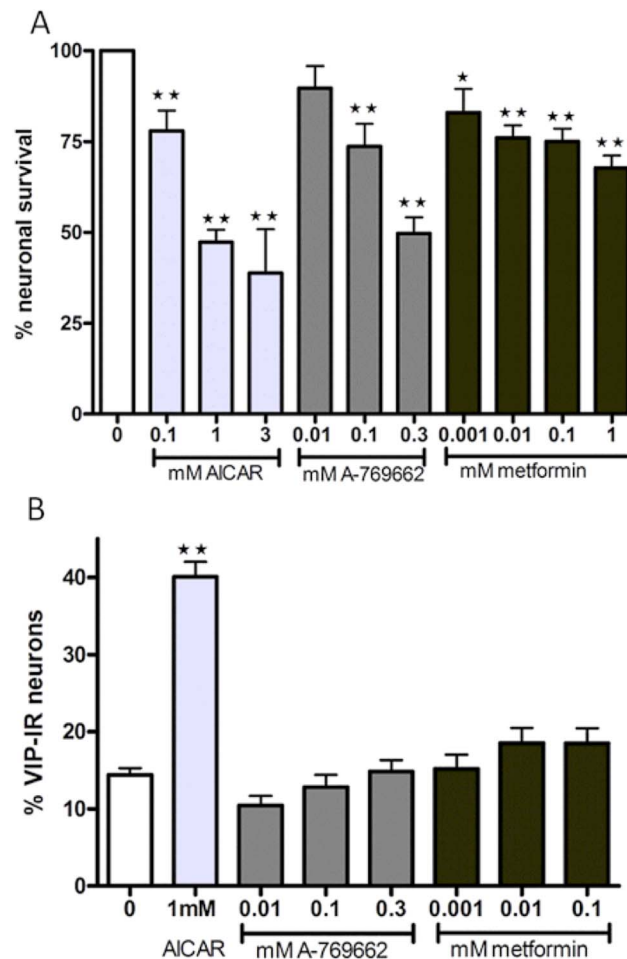 A
% neuronal survival
100
75
50
25
0
★★
★★
★★
★★
★★
★
★★
★★
★★
0 0.1 1 3 0.01 0.1 0.3 0.001 0.01 0.1 1
mM AICAR mM A-769662 mM metformin
B
% VIP-IR neurons
40
30
20
10
0
★★
0 1mM 0.01 0.1 0.3 0.001 0.01 0.1
AICAR mM A-769662 mM metformin